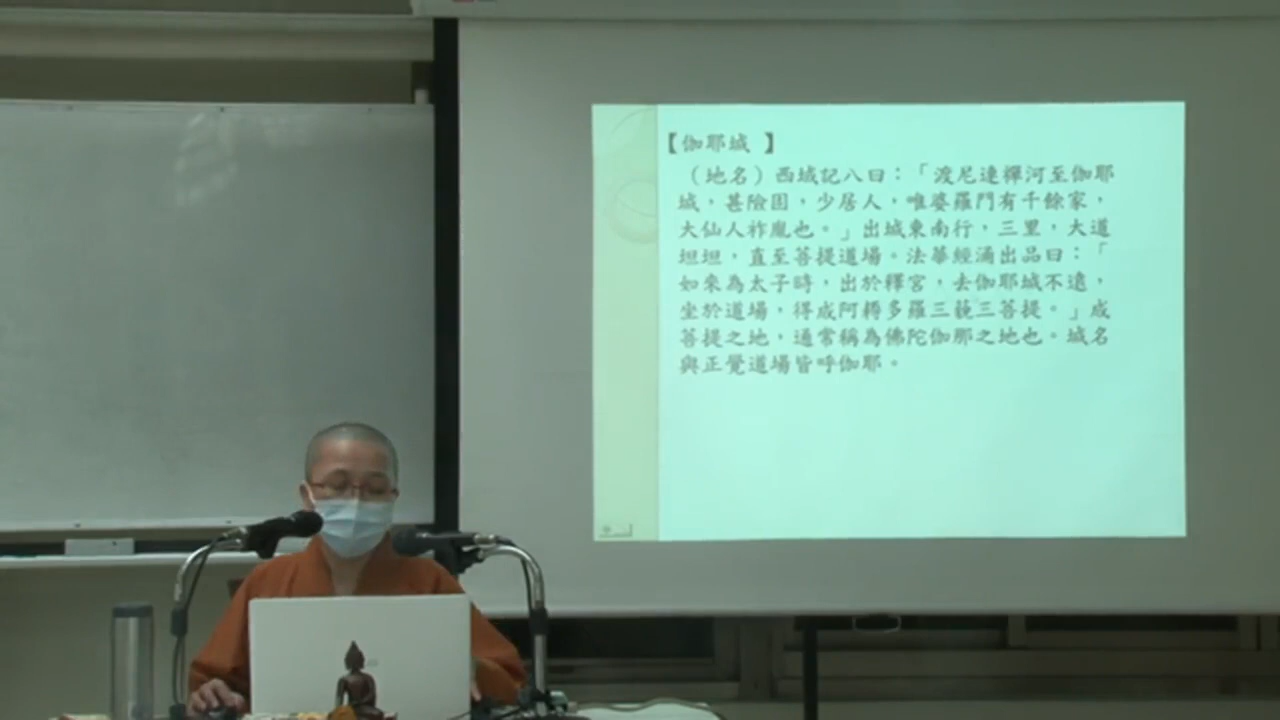 【伽耶城 】
（地名）西域記八曰：「渡尼連禪河至伽耶
城，甚險固，少居人，唯婆羅門有千餘家，
大仙人祚胤也。」出城東南行，三里，大道
坦坦，直至菩提道場。法華經涌出品曰：「
如來為太子時，出於釋宮，去伽耶城不遠，
坐於道場，得成阿耨多羅三藐三菩提。」成
菩提之地，通常稱為佛陀伽耶之地也。城名
與正覺道場皆呼伽耶。